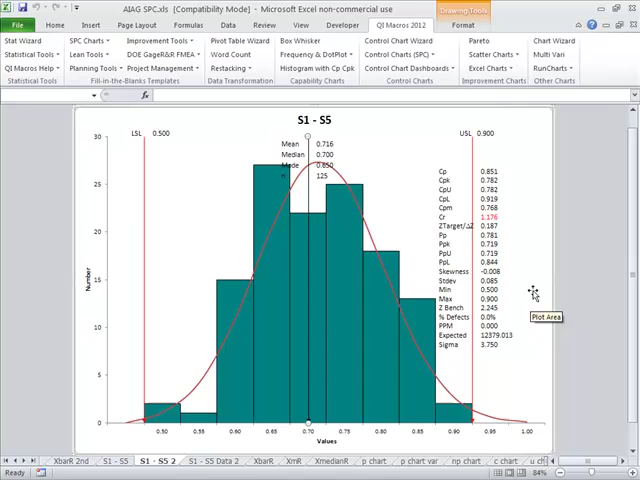 AIAG SPC.xls [Compatibility Mode] - Microsoft Excel non-commercial use
Drawing Tools
File Home Insert Page Layout Formulas Data Review View Developer QI Macros 2012 Format
Stat Wizard SPC Charts Improvement Tools Pivot Table Wizard Box Whisker Control Chart Wizard Pareto Chart Wizard
Statistical Tools Lean Tools DOE GageR&R FMEA Word Count Frequency & DotPlot Control Charts (SPC) Scatter Charts Multi Vari
QI Macros Help Planning Tools Project Management Restacking Histogram with Cp Cpk Control Chart Dashboards Excel Charts RunCharts
Statistical Tools Fill-in-the-Blanks Templates Data Transformation Capability Charts Control Charts Improvement Charts Other Charts
fx
S1 - S5
LSL 0.500
USL 0.900
Mean 0.716
Median 0.700
Mode 0.650
n 125
Cp 0.851
Cpk 0.782
CpU 0.782
CpL 0.919
Cpm 0.768
Cr 1.176
ZTarget/ΔZ 0.187
Pp 0.781
Ppk 0.719
PpU 0.719
PpL 0.844
Skewness -0.008
Stdev 0.085
Min 0.500
Max 0.900
Z Bench 2.245
% Defects 0.0%
PPM 0.000
Expected 12379.013
Sigma 3.750
Plot Area
30
25
20
15
10
5
0
Number
0.50 0.55 0.60 0.65 0.70 0.75 0.80 0.85 0.90 0.95 1.00
Values
XbarR 2nd S1 - S5 S1 - S5 2 S1 - S5 Data 2 XbarR XmR XmedianR p chart p chart var np chart c chart u ch
Ready
84%